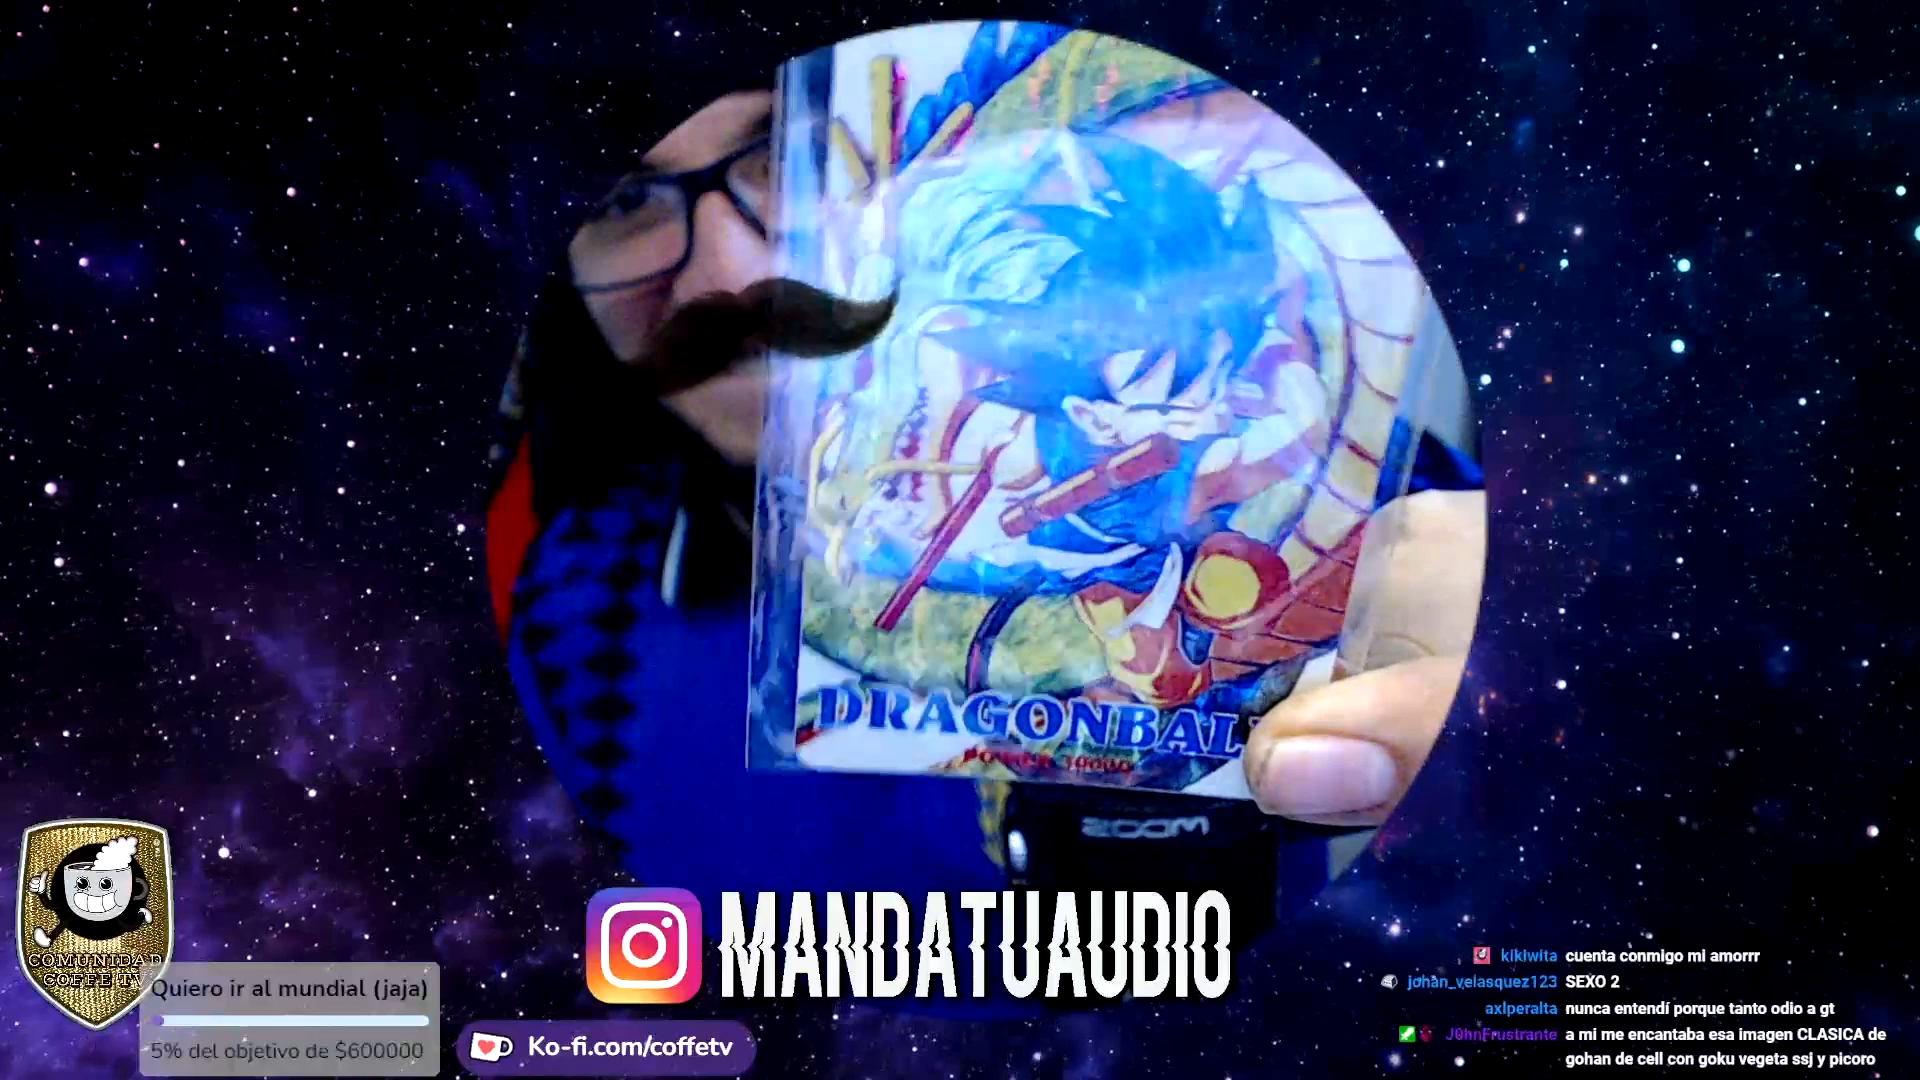 DRAGONBALL
POWER 10000
ZOOM
MANDATUAUDIO
COMUNIDAD
COFFE TV
Quiero ir al mundial (jaja)
5% del objetivo de $600000
Ko-fi.com/coffetv
kikiwita cuenta conmigo mi amorrr
johan_velasquez123 SEXO 2
axlperalta nunca entendí porque tanto odio a gt
J0hnFrustrante a mi me encantaba esa imagen CLASICA de
gohan de cell con goku vegeta ssj y picoro